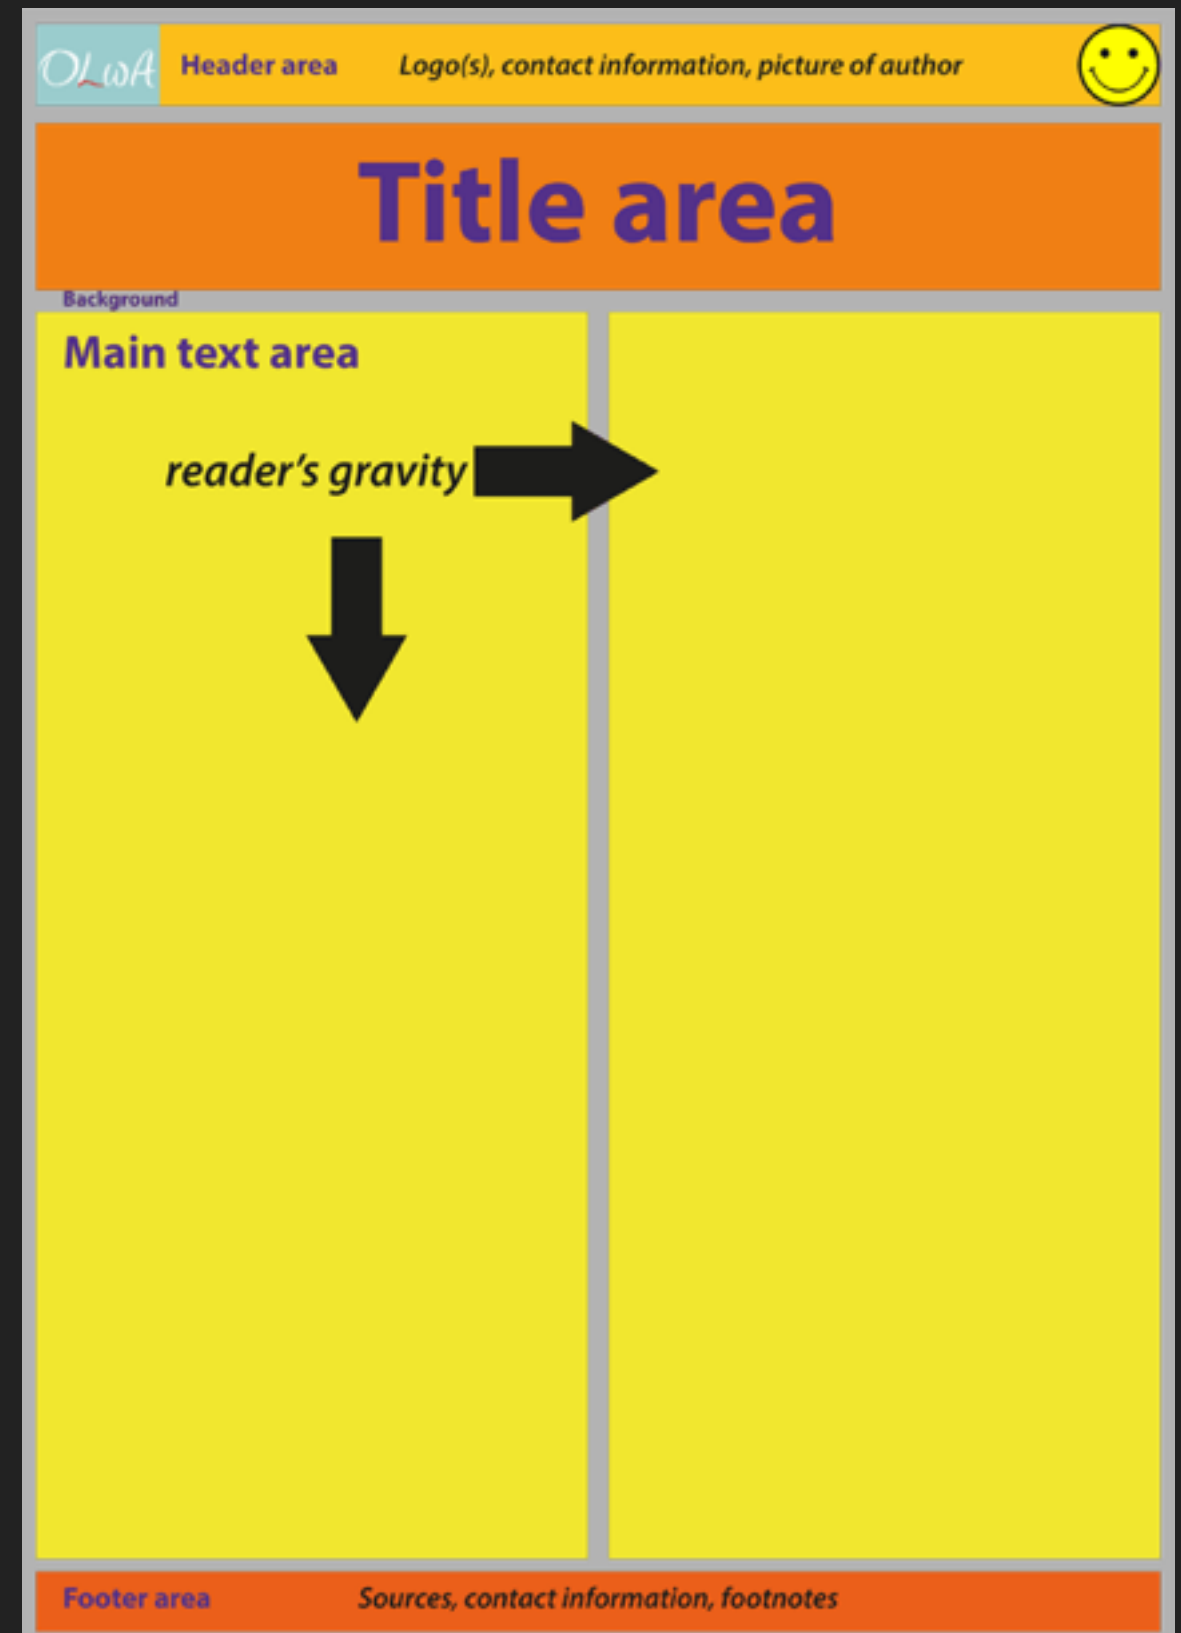 OLwA
Header area
Logo(s), contact information, picture of author
Title area
Background
Main text area
reader's gravity
Footer area
Sources, contact information, footnotes